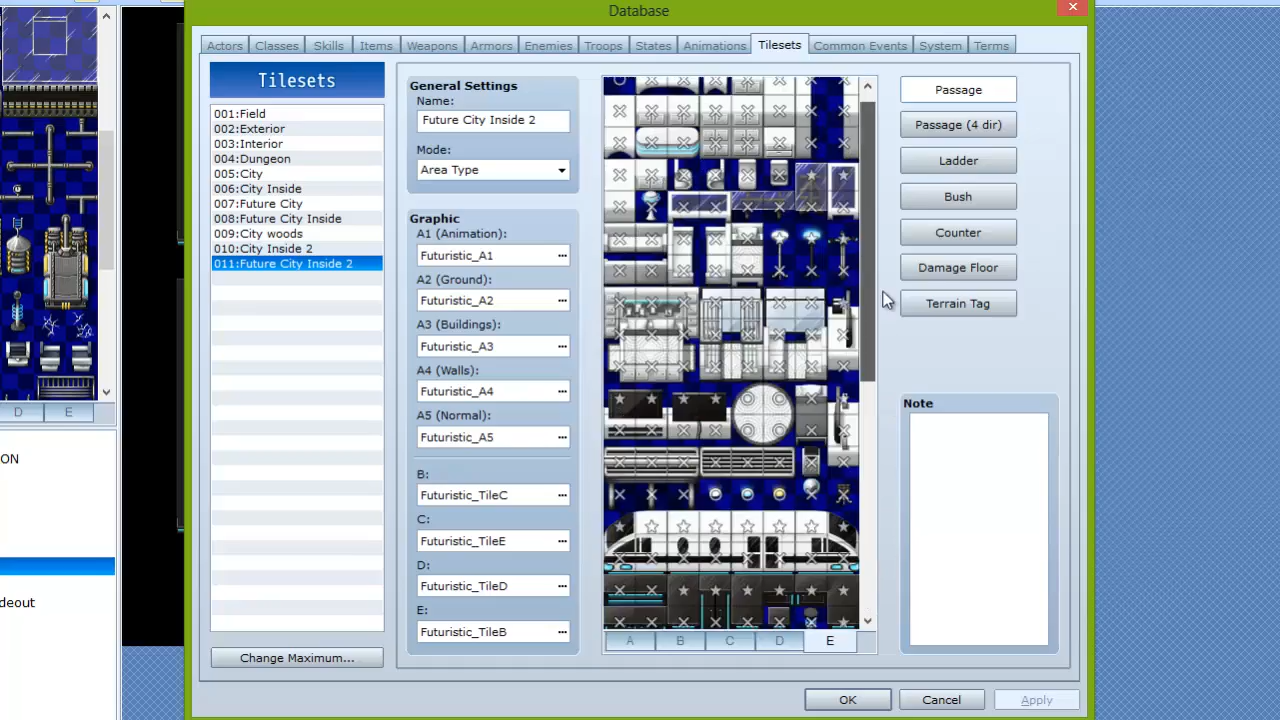 Database
Actors Classes Skills Items Weapons Armors Enemies Troops States Animations Tilesets Common Events System Terms
Tilesets
001:Field
002:Exterior
003:Interior
004:Dungeon
005:City
006:City Inside
007:Future City
008:Future City Inside
009:City woods
010:City Inside 2
011:Future City Inside 2
Change Maximum...
General Settings
Name:
Future City Inside 2
Mode:
Area Type
Graphic
A1 (Animation):
Futuristic_A1
A2 (Ground):
Futuristic_A2
A3 (Buildings):
Futuristic_A3
A4 (Walls):
Futuristic_A4
A5 (Normal):
Futuristic_A5
B:
Futuristic_TileC
C:
Futuristic_TileE
D:
Futuristic_TileD
E:
Futuristic_TileB
A B C D E
Passage
Passage (4 dir)
Ladder
Bush
Counter
Damage Floor
Terrain Tag
Note
OK Cancel Apply
D E
ON
deout